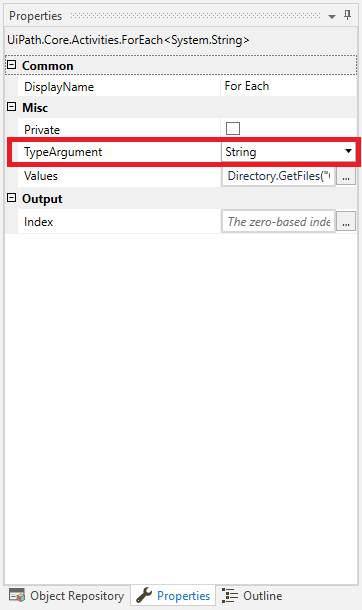 Properties
UiPath.Core.Activities.ForEach<System.String>
Common
DisplayName For Each
Misc
Private
TypeArgument String
Values Directory.GetFiles(" ...
Output
Index The zero-based inde ...
Object Repository Properties Outline